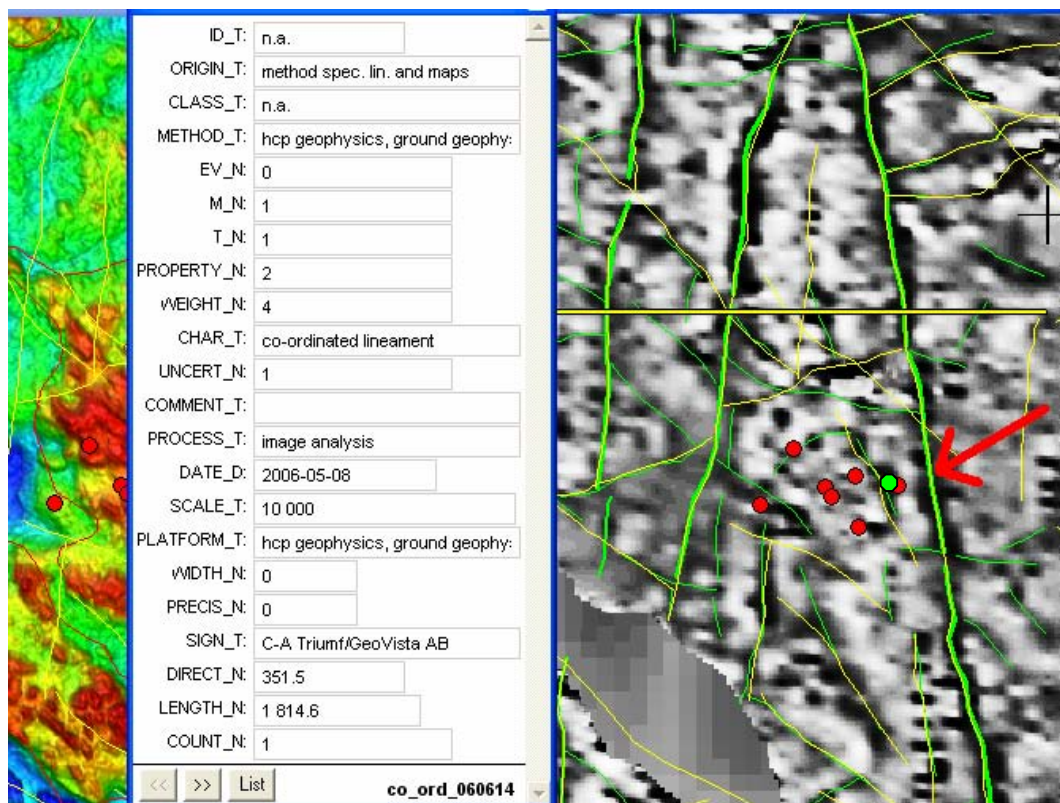 ID_T: n.a.
ORIGIN_T: method spec. lin. and maps
CLASS_T: n.a.
METHOD_T: hcp geophysics, ground geophy:
EV_N: 0
M_N: 1
T_N: 1
PROPERTY_N: 2
WEIGHT_N: 4
CHAR_T: co-ordinated lineament
UNCERT_N: 1
COMMENT_T:
PROCESS_T: image analysis
DATE_D: 2006-05-08
SCALE_T: 10 000
PLATFORM_T: hcp geophysics, ground geophy:
WIDTH_N: 0
PRECIS_N: 0
SIGN_T: C-A Triumf/GeoVista AB
DIRECT_N: 351.5
LENGTH_N: 1 814.6
COUNT_N: 1
<< >> List co_ord_060614